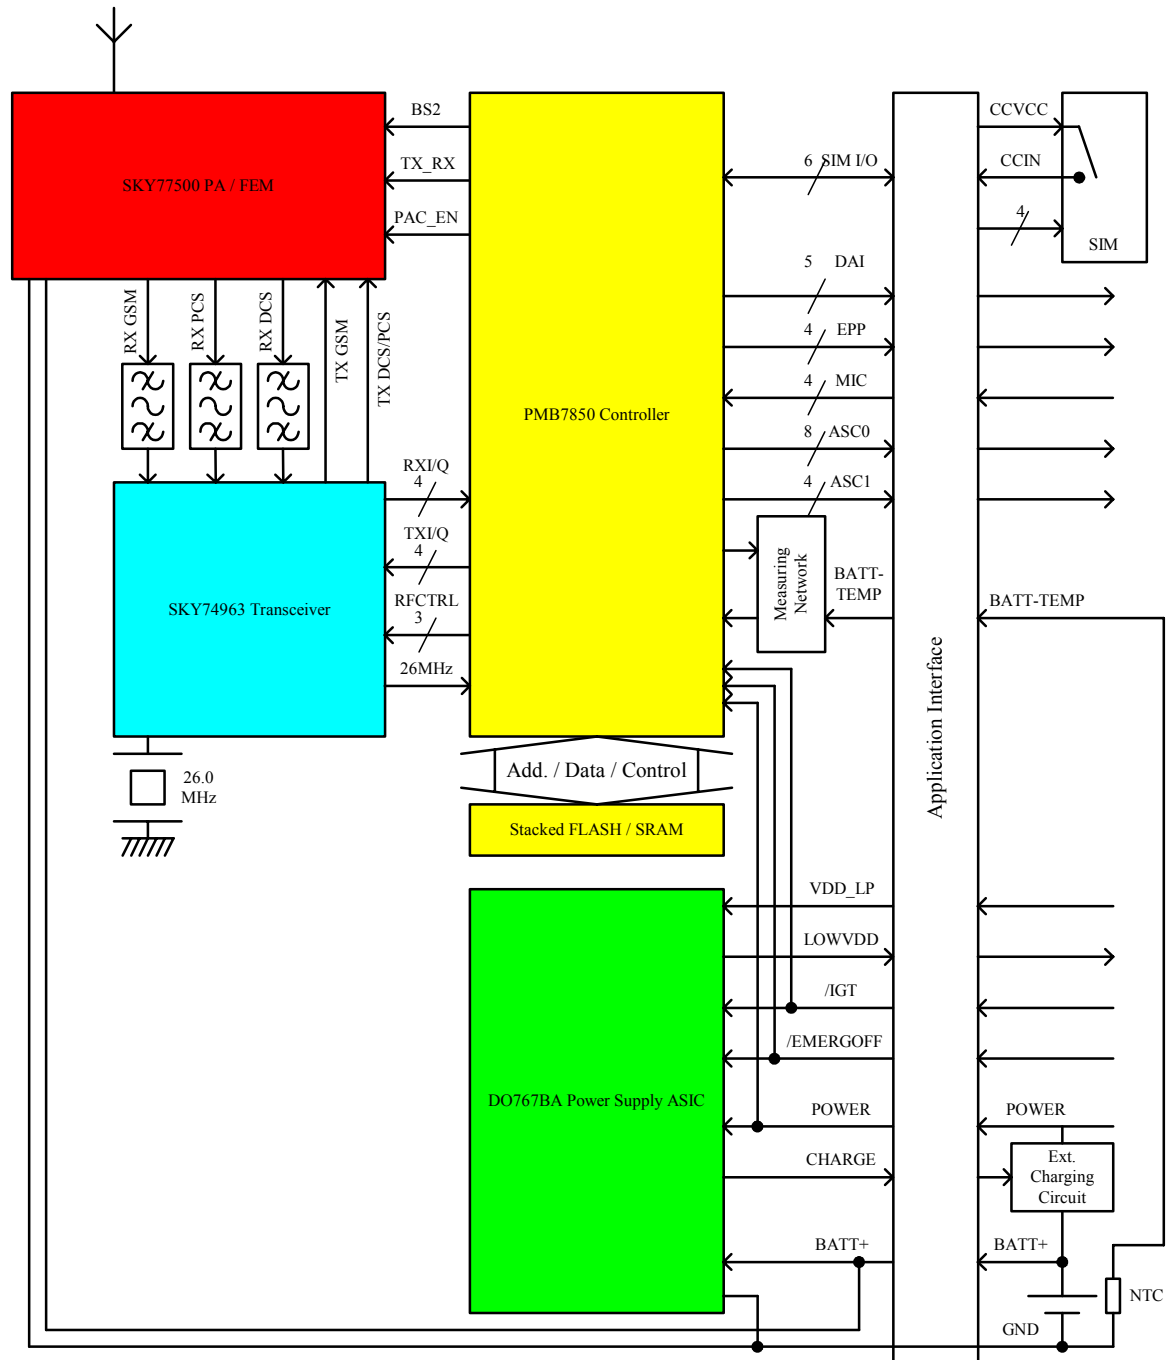 BS2
CCVCC
TX_RX
6 SIM I/O
CCIN
SKY77500 PA / FEM
PAC_EN
4
SIM
5 DAI
RX GSM
RX PCS
RX DCS
TX GSM
TX DCS/PCS
4 EPP
4 MIC
PMB7850 Controller
8 ASC0
RXI/Q
4
4 ASC1
TXI/Q
4
Measuring
Network
BATT-
TEMP
BATT-TEMP
SKY74963 Transceiver
RFCTRL
3
26MHz
Application Interface
26.0
MHz
Add. / Data / Control
Stacked FLASH / SRAM
VDD_LP
LOWVDD
/IGT
/EMERGOFF
DO767BA Power Supply ASIC
POWER
POWER
CHARGE
Ext.
Charging
Circuit
BATT+
BATT+
NTC
GND